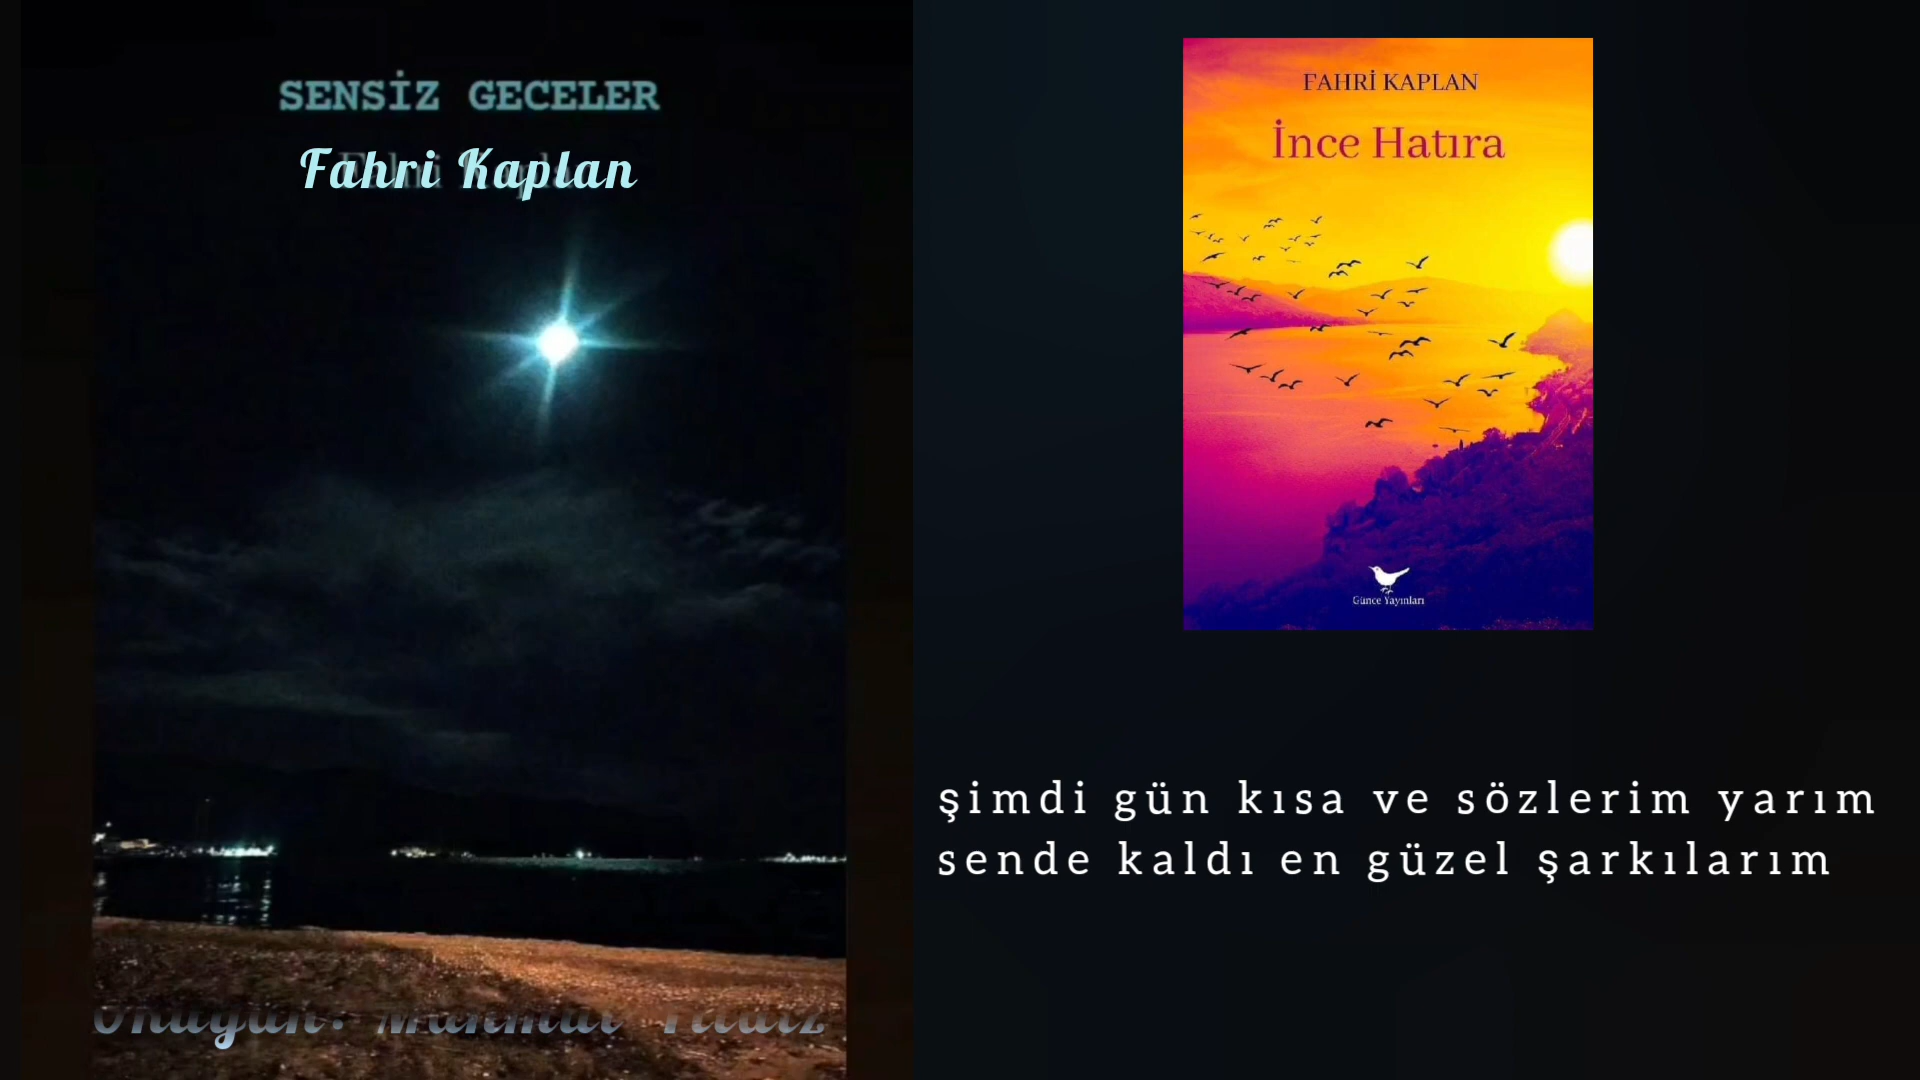 SENSİZ GECELER
Fahri Kaplan
FAHRİ KAPLAN
İnce Hatıra
Günce Yayınları
şimdi gün kısa ve sözlerim yarım
sende kaldı en güzel şarkılarım